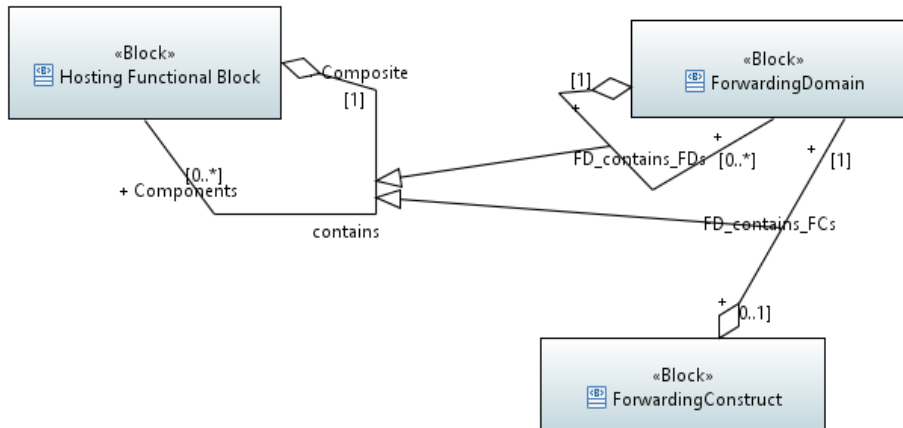 «Block»
Hosting Functional Block
+ Composite
[1]
[0..*]
+ Components
contains
«Block»
ForwardingDomain
[1]
+
+
FD_contains_FDs
[0..*]
+
[1]
FD_contains_FCs
+
0..1]
«Block»
ForwardingConstruct